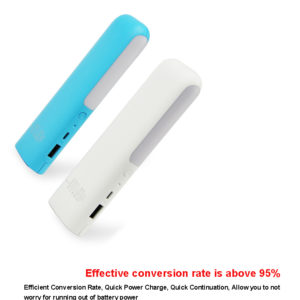 Effective conversion rate is above 95%
Efficient Conversion Rate, Quick Power Charge, Quick Continuation, Allow you to not
worry for running out of battery power